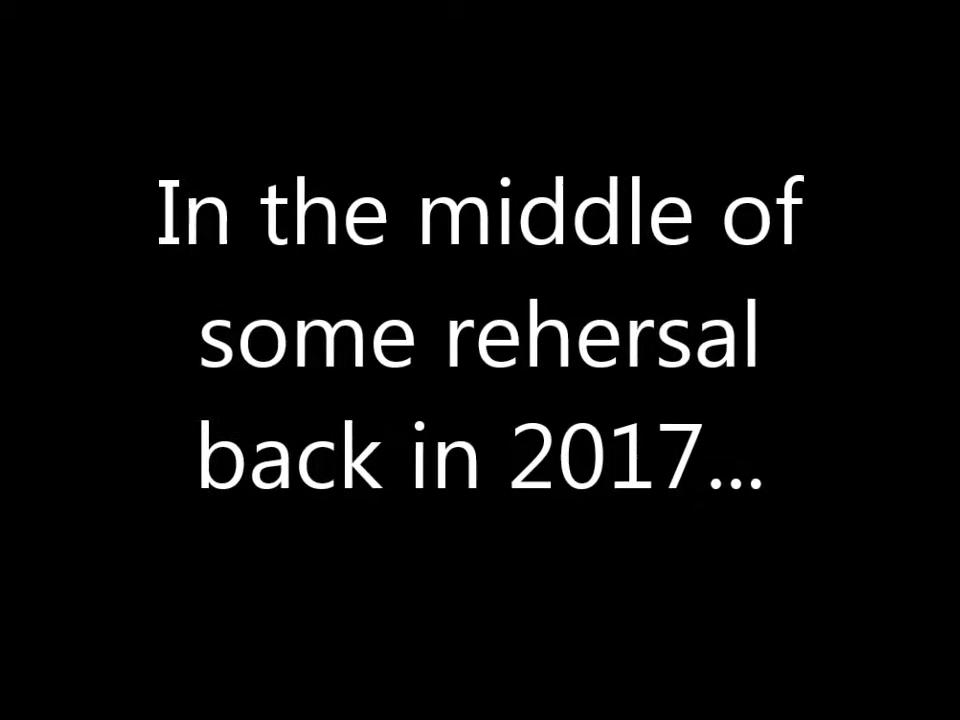 In the middle of
some rehersal
back in 2017...